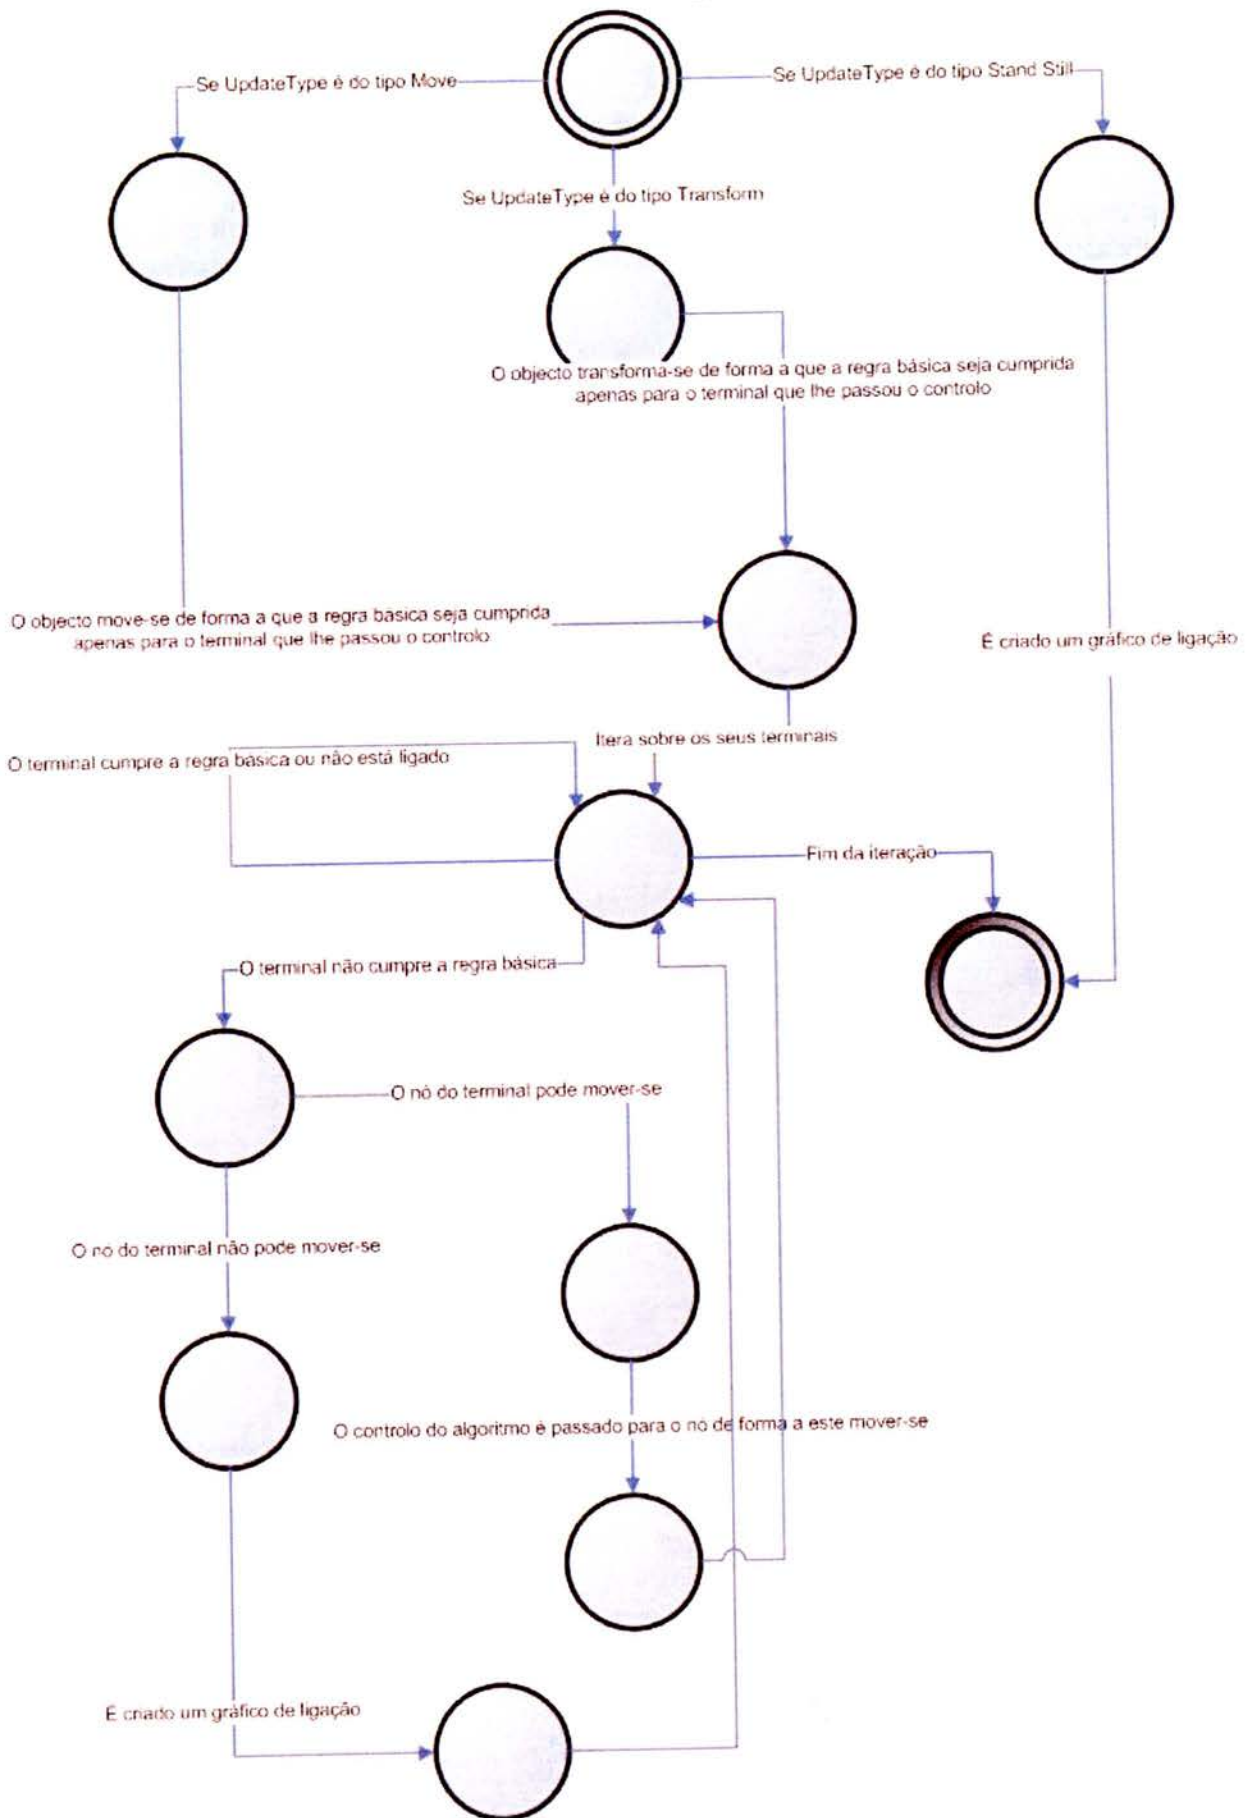 Se UpdateType é do tipo Move
Se UpdateType é do tipo Stand Still
Se UpdateType é do tipo Transform
O objecto transforma-se de forma a que a regra básica seja cumprida
apenas para o terminal que lhe passou o controlo
O objecto move-se de forma a que a regra básica seja cumprida
apenas para o terminal que lhe passou o controlo
É criado um gráfico de ligação
Itera sobre os seus terminais
O terminal cumpre a regra básica ou não está ligado
Fim da iteração
O terminal não cumpre a regra básica
O nó do terminal pode mover-se
O nó do terminal não pode mover-se
O controlo do algoritmo é passado para o nó de forma a este mover-se
É criado um gráfico de ligação